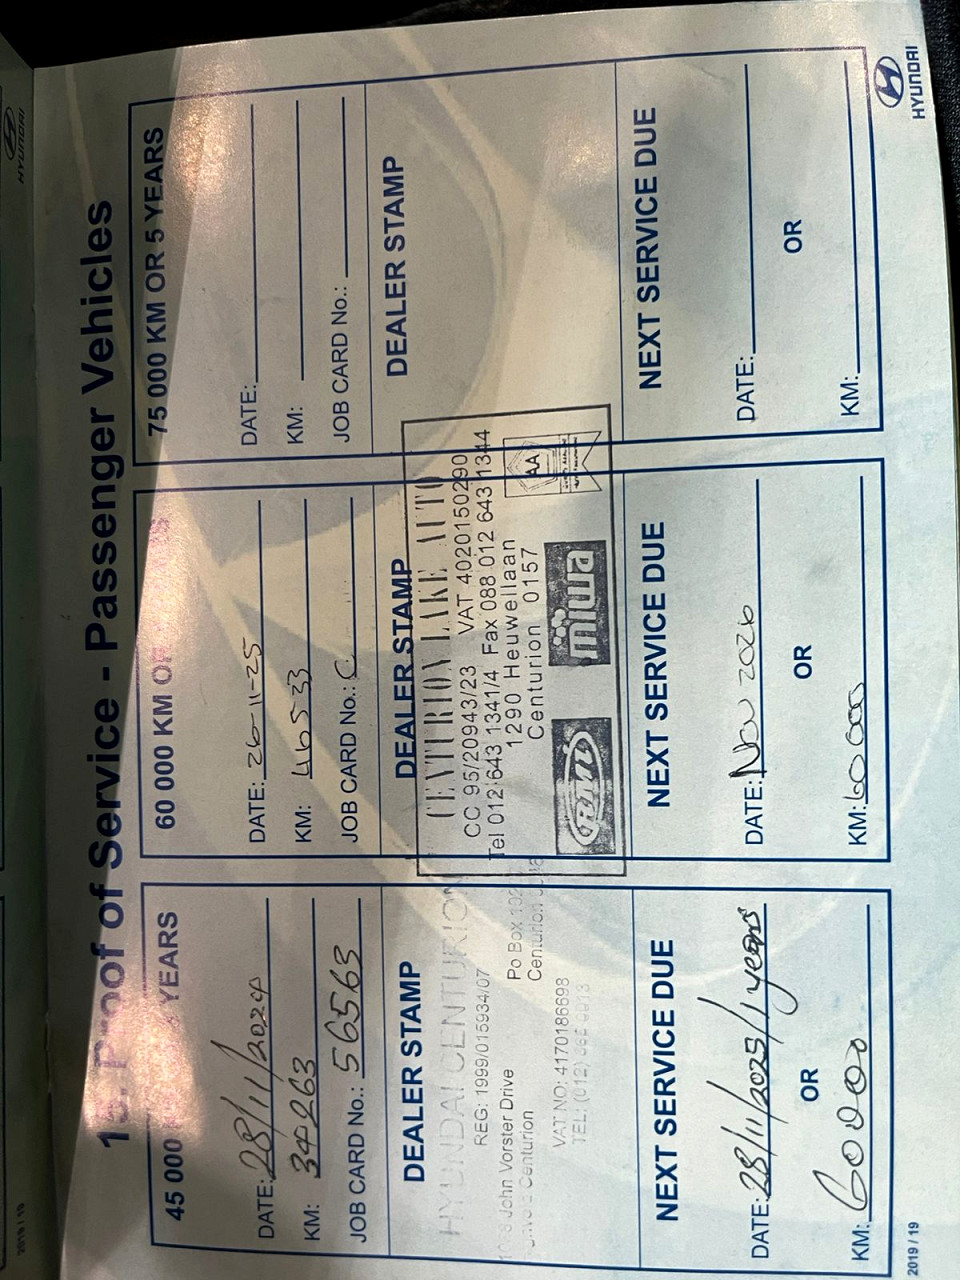 Proof of Service - Passenger Vehicles
45 000
YEARS
DATE: 28/11/2024
KM: 34263
JOB CARD No.: 56563
DEALER STAMP
HYUNDAI CENTURION
REG: 1999/015934/07
John Vorster Drive
Po Box
Centurion
Centurion
VAT NO: 4170186698
NEXT SERVICE DUE
DATE: 28/11/2025/1 years
OR
KM: 60000
60 000 KM OR
DATE: 26-11-25
KM: 46533
JOB CARD No.: C
DEALER STAMP
CENTURION LAKE AUTO
CC 95/20943/23 VAT 4020150290
Tel 012 643 1341/4 Fax 088 012 643 1344
1290 Heuwellaan
Centurion 0157
RMI
miwa
AA
NEXT SERVICE DUE
DATE: Nov 2026
OR
KM: 60000
75 000 KM OR 5 YEARS
DATE:
KM:
JOB CARD No.:
DEALER STAMP
NEXT SERVICE DUE
DATE:
OR
KM:
2019 / 19
HYUNDAI
HYUNDAI
2019 / 19